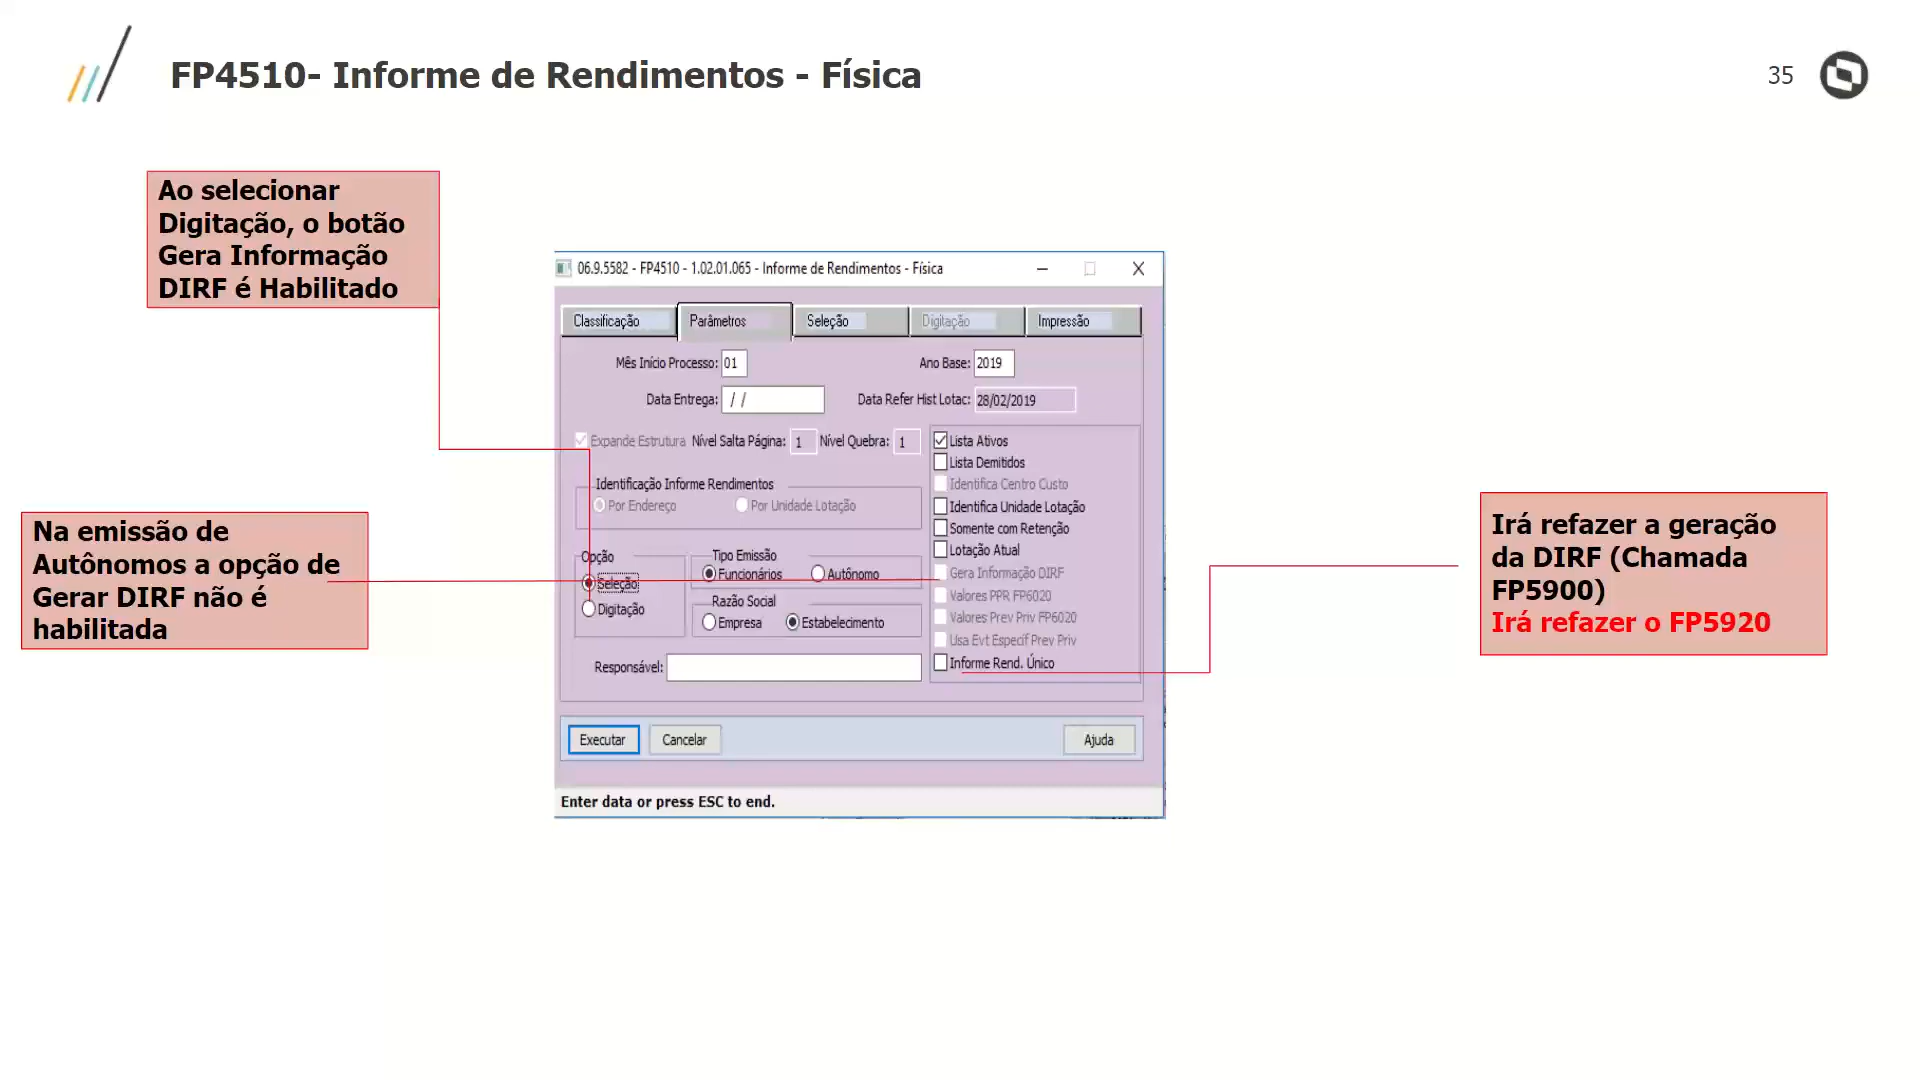 FP4510- Informe de Rendimentos - Física
35
Ao selecionar
Digitação, o botão
Gera Informação
DIRF é Habilitado
Na emissão de
Autônomos a opção de
Gerar DIRF não é
habilitada
06.9.5582 - FP4510 - 1.02.01.065 - Informe de Rendimentos - Física
Classificação Parâmetros Seleção Digitação Impressão
Mês Início Processo: 01 Ano Base: 2019
Data Entrega: / / Data Refer Hist Lotac: 28/02/2019
Expande Estrutura Nível Salta Página: 1 Nível Quebra: 1
Identificação Informe Rendimentos
Por Endereço Por Unidade Lotação
Opção
Seleção
Digitação
Tipo Emissão
Funcionários Autônomo
Razão Social
Empresa Estabelecimento
Responsável:
Lista Ativos
Lista Demitidos
Identifica Centro Custo
Identifica Unidade Lotação
Somente com Retenção
Lotação Atual
Gera Informação DIRF
Valores PPR FP6020
Valores Prev Priv FP6020
Usa Evt Especif Prev Priv
Informe Rend. Único
Executar Cancelar Ajuda
Enter data or press ESC to end.
Irá refazer a geração
da DIRF (Chamada
FP5900)
Irá refazer o FP5920